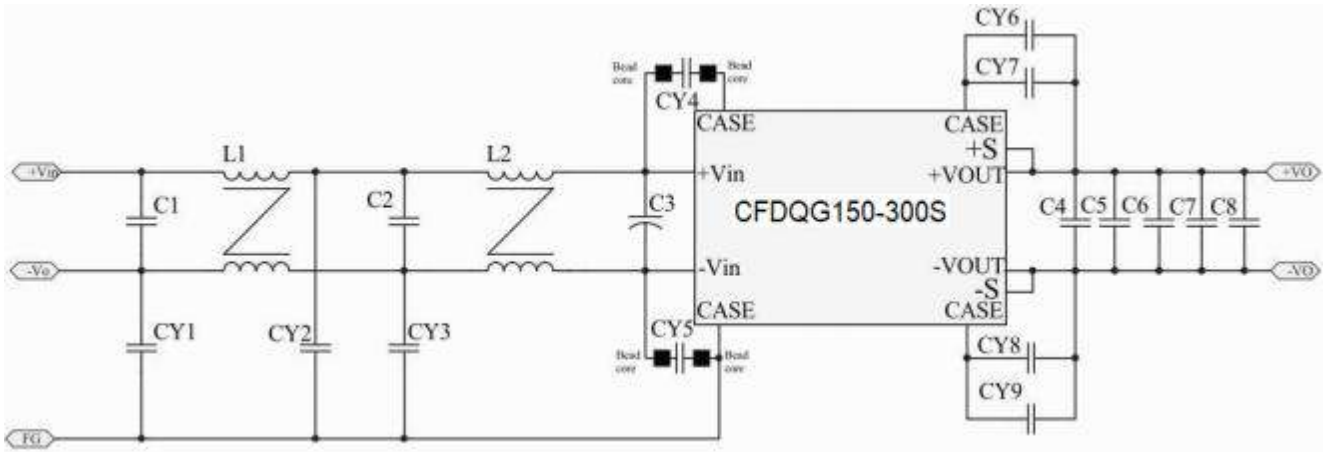 CY6
CY7
Bead
core
CY4
Bead
core
CASE
CASE
+S
L1
L2
+Vin
+Vin
+VOUT
+VO
C1
C2
C3
CFDQG150-300S
C4
C5
C6
C7
C8
-Vo
-Vin
-VOUT
-VO
-S
CASE
CASE
CY1
CY2
CY3
CY5
Bead
core
Bead
core
CY8
CY9
FG